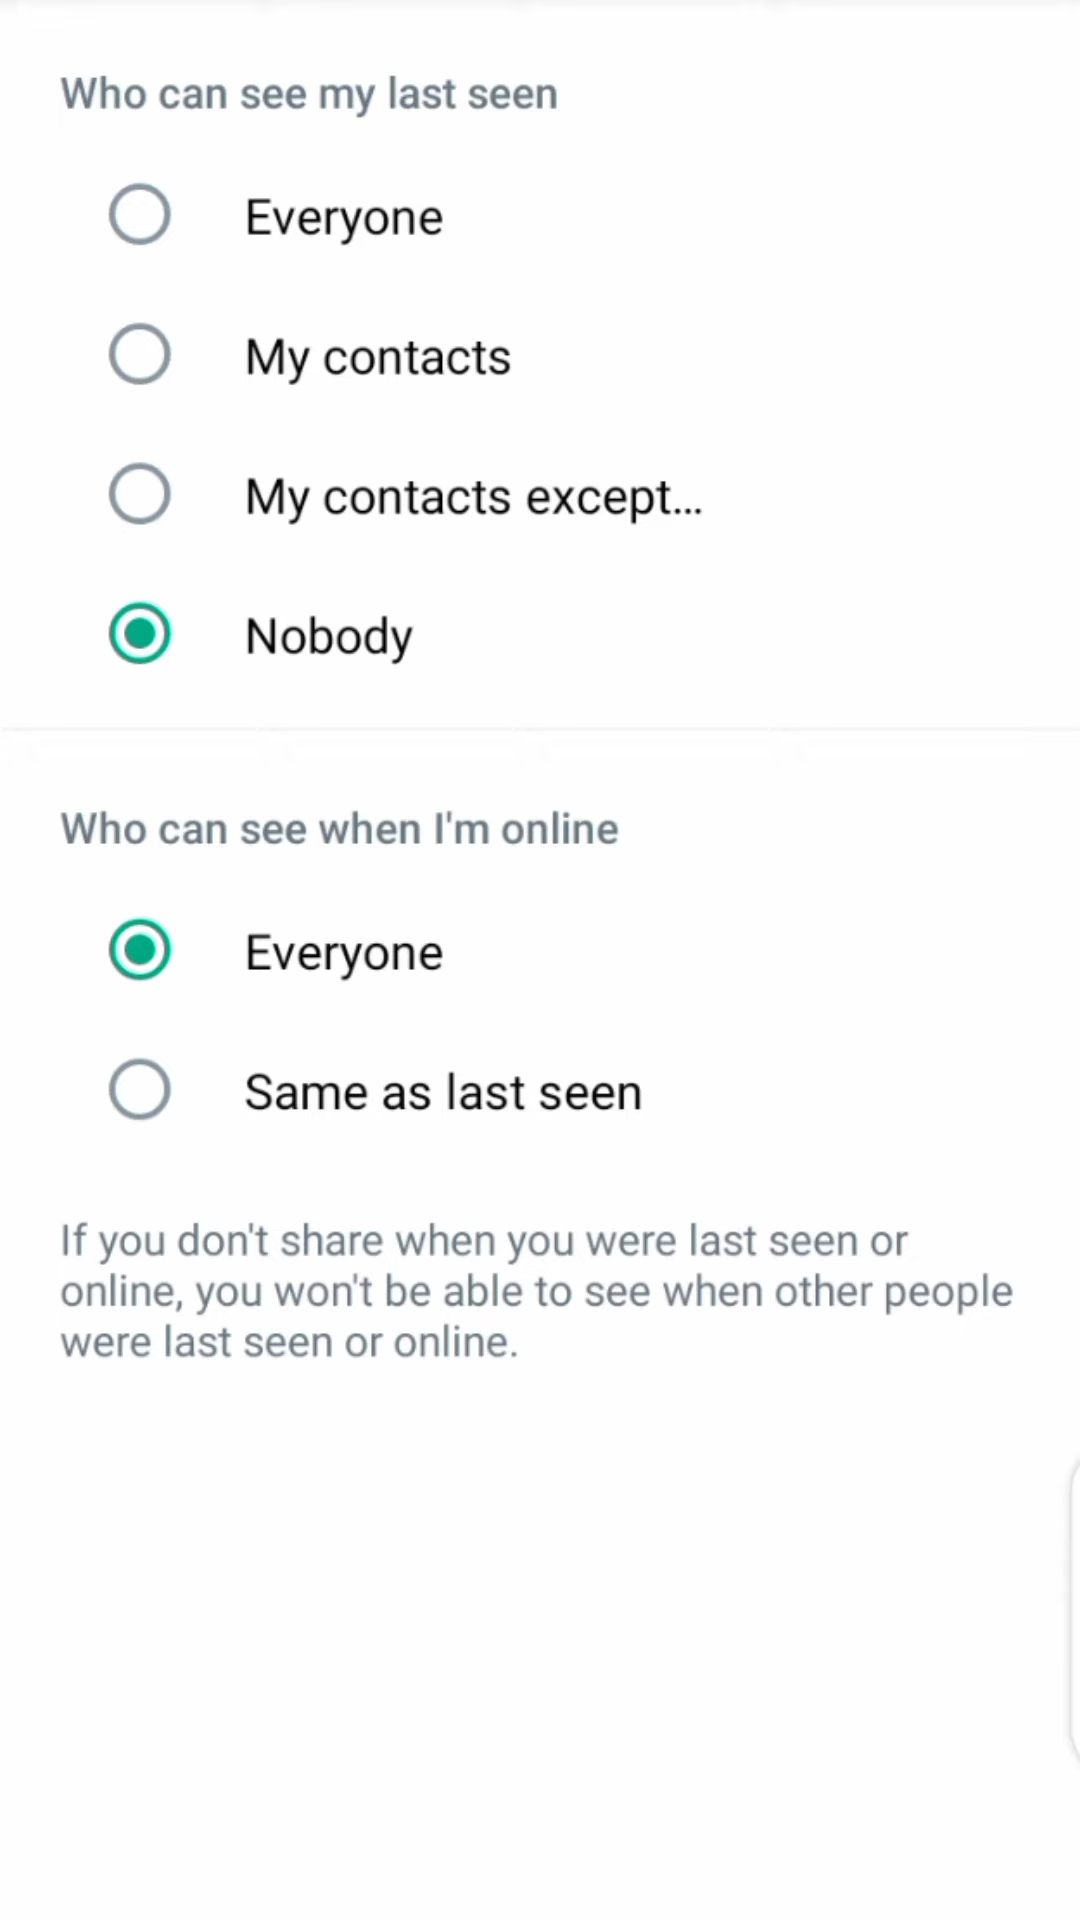 Who can see my last seen
Everyone
My contacts
My contacts except...
Nobody
Who can see when I'm online
Everyone
Same as last seen
If you don't share when you were last seen or
online, you won't be able to see when other people
were last seen or online.